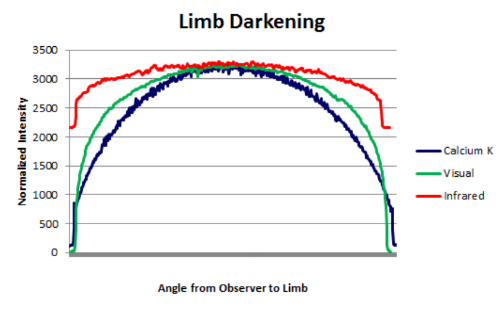 Limb Darkening
Normalized Intensity
3500
3000
2500
2000
1500
1000
500
0
Calcium K
Visual
Infrared
Angle from Observer to Limb